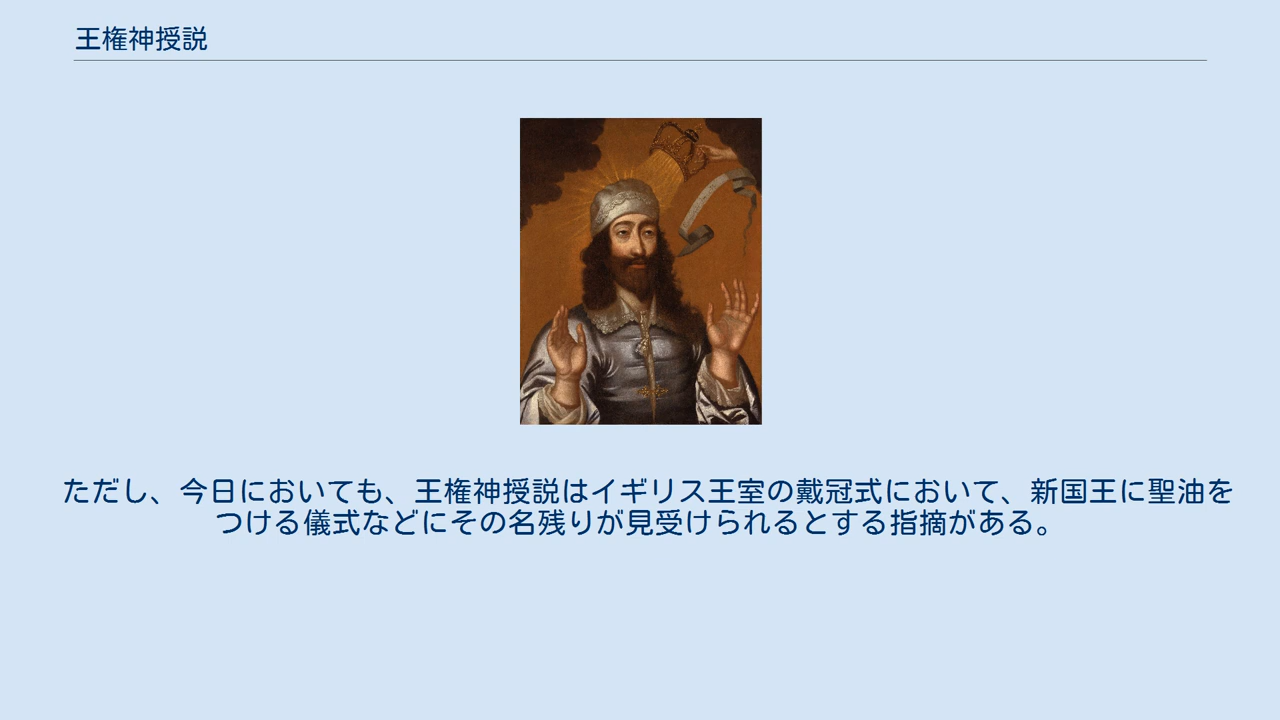 王権神授説
ただし、今日においても、王権神授説はイギリス王室の戴冠式において、新国王に聖油を
つける儀式などにその名残りが見受けられるとする指摘がある。